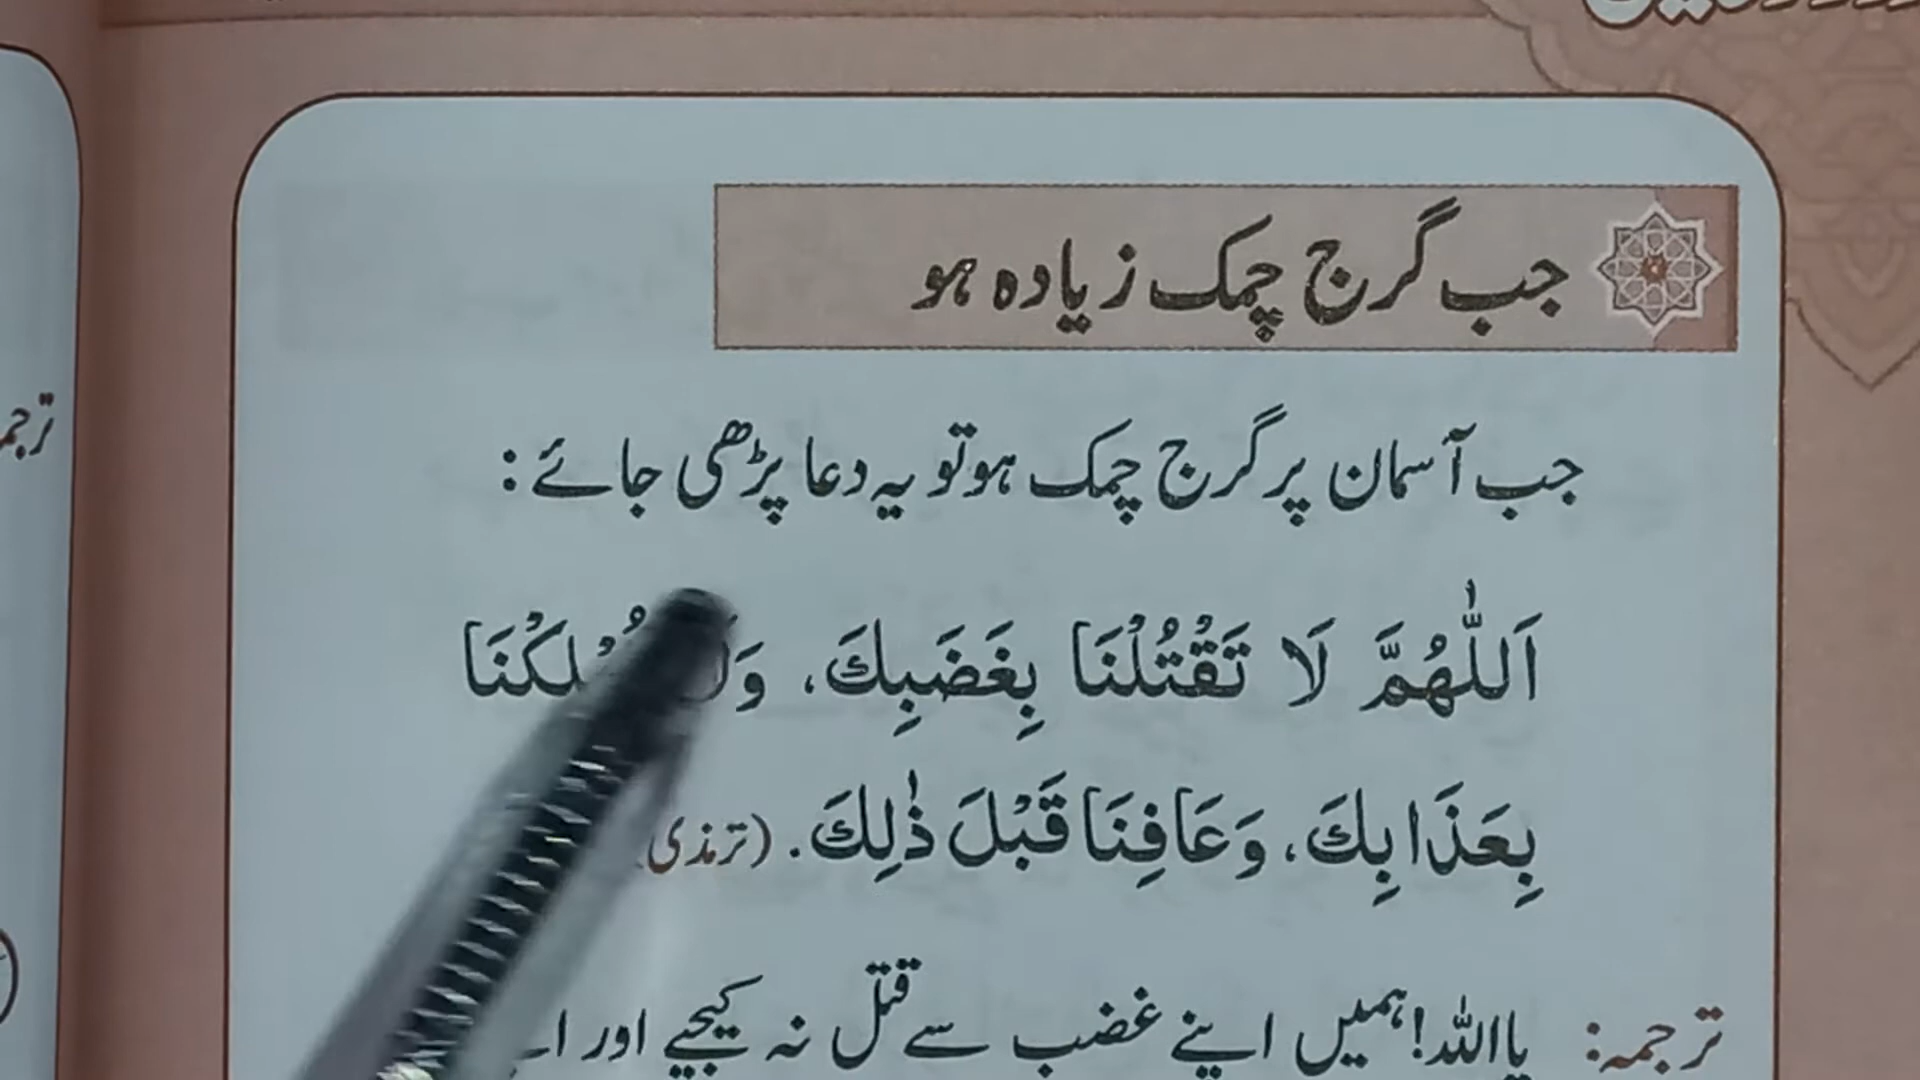 جب گرج چمک زیادہ ہو
جب آسمان پر گرج چمک ہو تو یہ دعا پڑھی جائے:
اَللّٰهُمَّ لَا تَقْتُلْنَا بِغَضَبِكَ، 
بِعَذَابِكَ، وَعَافِنَا قَبْلَ ذٰلِكَ. (ترمذی)
ترجمہ: یا اللہ! ہمیں اپنے غضب سے قتل نہ کیجیے اور